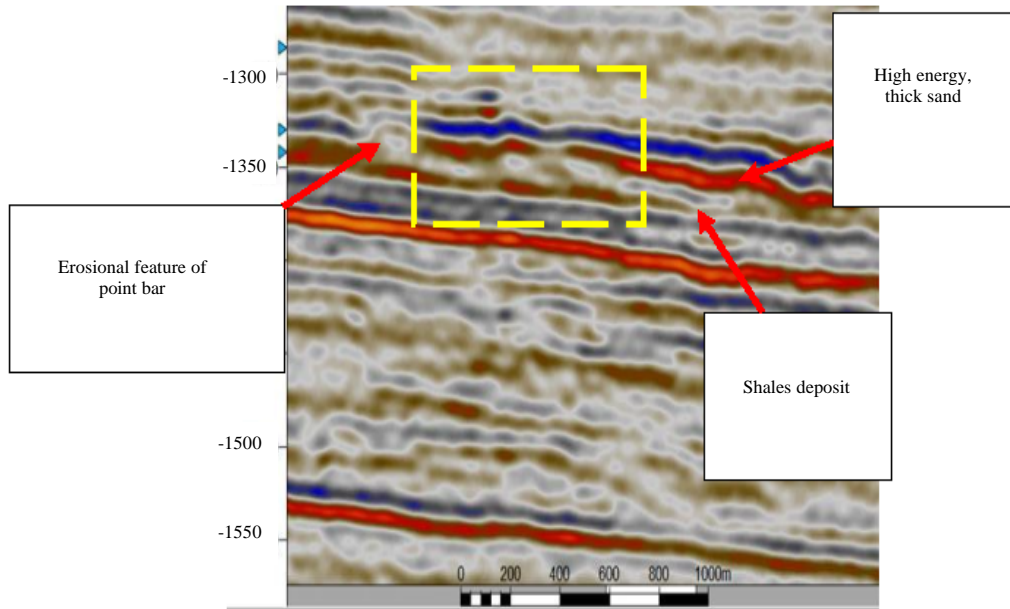 -1300
-1350
-1500
-1550
High energy,
thick sand
Erosional feature of
point bar
Shales deposit
0 200 400 600 800 1000m